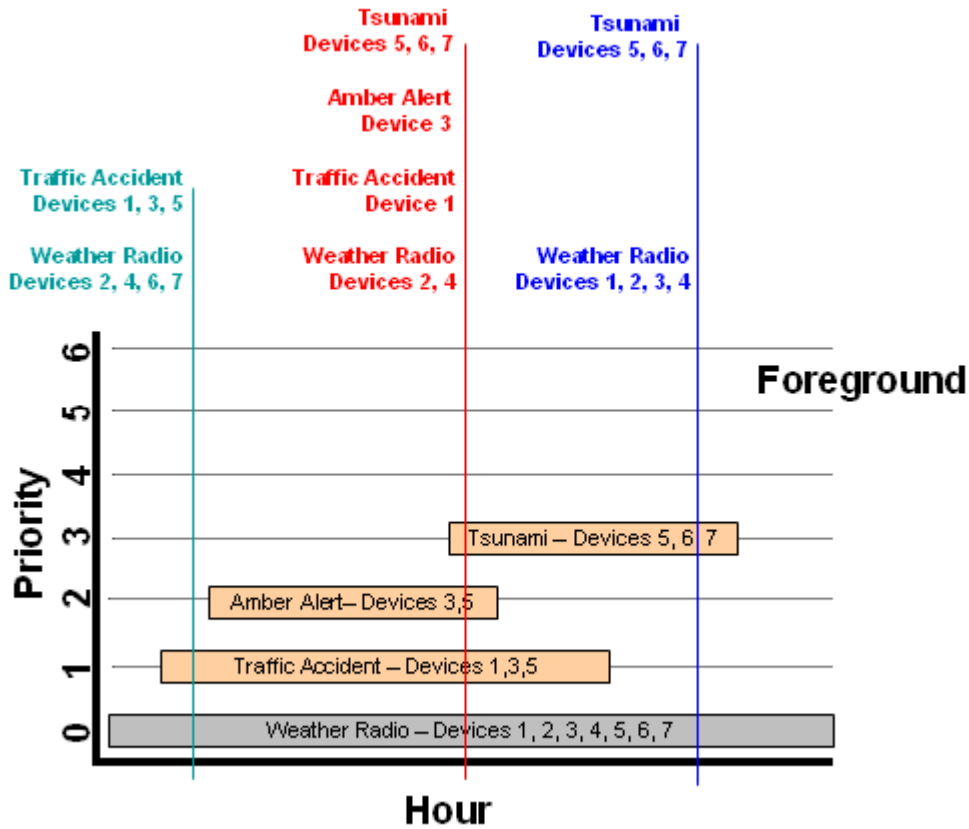 Tsunami
Devices 5, 6, 7
Tsunami
Devices 5, 6, 7
Amber Alert
Device 3
Traffic Accident
Devices 1, 3, 5
Traffic Accident
Device 1
Weather Radio
Devices 2, 4, 6, 7
Weather Radio
Devices 2, 4
Weather Radio
Devices 1, 2, 3, 4
Foreground
Priority
6
5
4
3
2
1
0
Tsunami – Devices 5, 6, 7
Amber Alert– Devices 3,5
Traffic Accident – Devices 1,3,5
Weather Radio – Devices 1, 2, 3, 4, 5, 6, 7
Hour